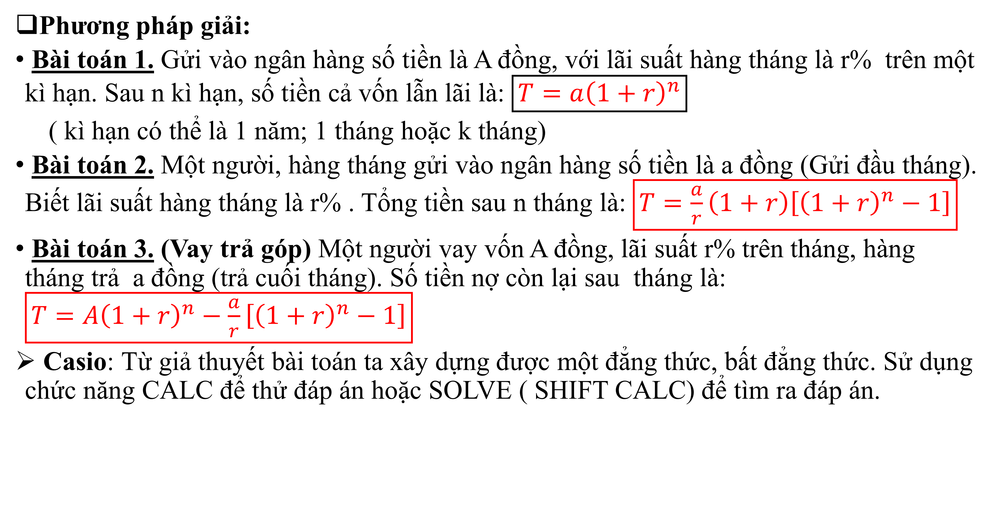 ❑Phương pháp giải:
• Bài toán 1. Gửi vào ngân hàng số tiền là A đồng, với lãi suất hàng tháng là r% trên một
kì hạn. Sau n kì hạn, số tiền cả vốn lẫn lãi là: T = a(1 + r)^n
( kì hạn có thể là 1 năm; 1 tháng hoặc k tháng)
• Bài toán 2. Một người, hàng tháng gửi vào ngân hàng số tiền là a đồng (Gửi đầu tháng).
Biết lãi suất hàng tháng là r% . Tổng tiền sau n tháng là: T = a/r (1 + r)[(1 + r)^n − 1]
• Bài toán 3. (Vay trả góp) Một người vay vốn A đồng, lãi suất r% trên tháng, hàng
tháng trả a đồng (trả cuối tháng). Số tiền nợ còn lại sau tháng là:
T = A(1 + r)^n − a/r [(1 + r)^n − 1]
➢ Casio: Từ giả thuyết bài toán ta xây dựng được một đẳng thức, bất đẳng thức. Sử dụng
chức năng CALC để thử đáp án hoặc SOLVE ( SHIFT CALC) để tìm ra đáp án.